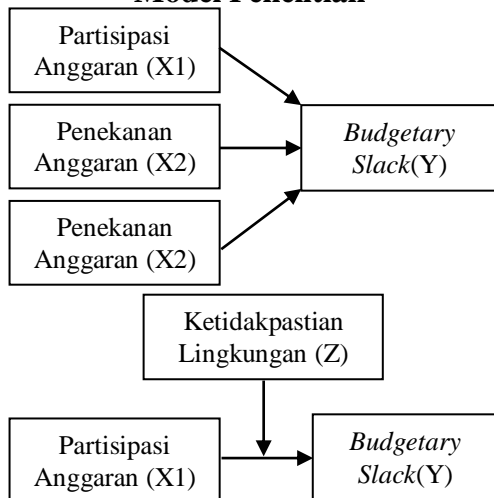 Model Penelitian
Partisipasi
Anggaran (X1)
Penekanan
Anggaran (X2)
Budgetary
Slack(Y)
Penekanan
Anggaran (X2)
Ketidakpastian
Lingkungan (Z)
Partisipasi
Anggaran (X1)
Budgetary
Slack(Y)